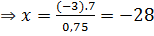 ⇒ x = (−3).7 / 0,75 = −28